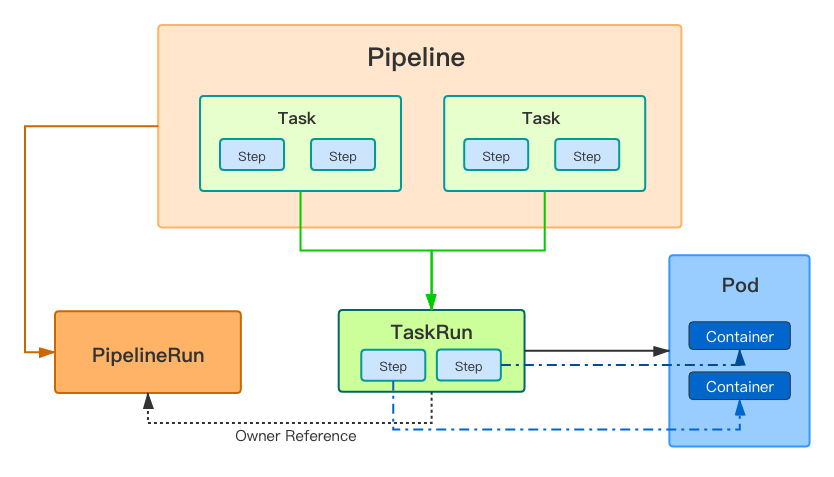 Pipeline
Task
Task
Step
Step
Step
Step
Pod
PipelineRun
TaskRun
Container
Step
Step
Container
Owner Reference